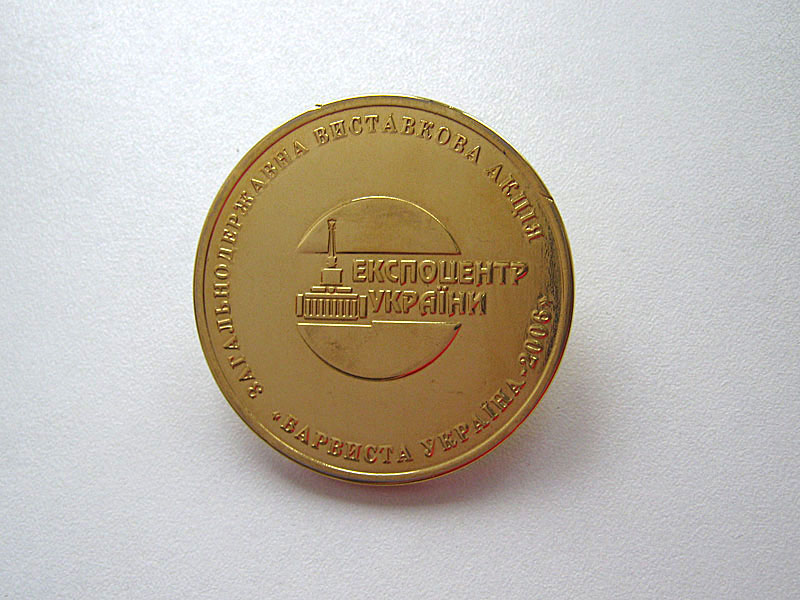 ЗАГАЛЬНОДЕРЖАВНА ВИСТАВКОВА АКЦІЯ
ЕКСПОЦЕНТР
УКРАЇНИ
«БАРВИСТА УКРАЇНА-2006»